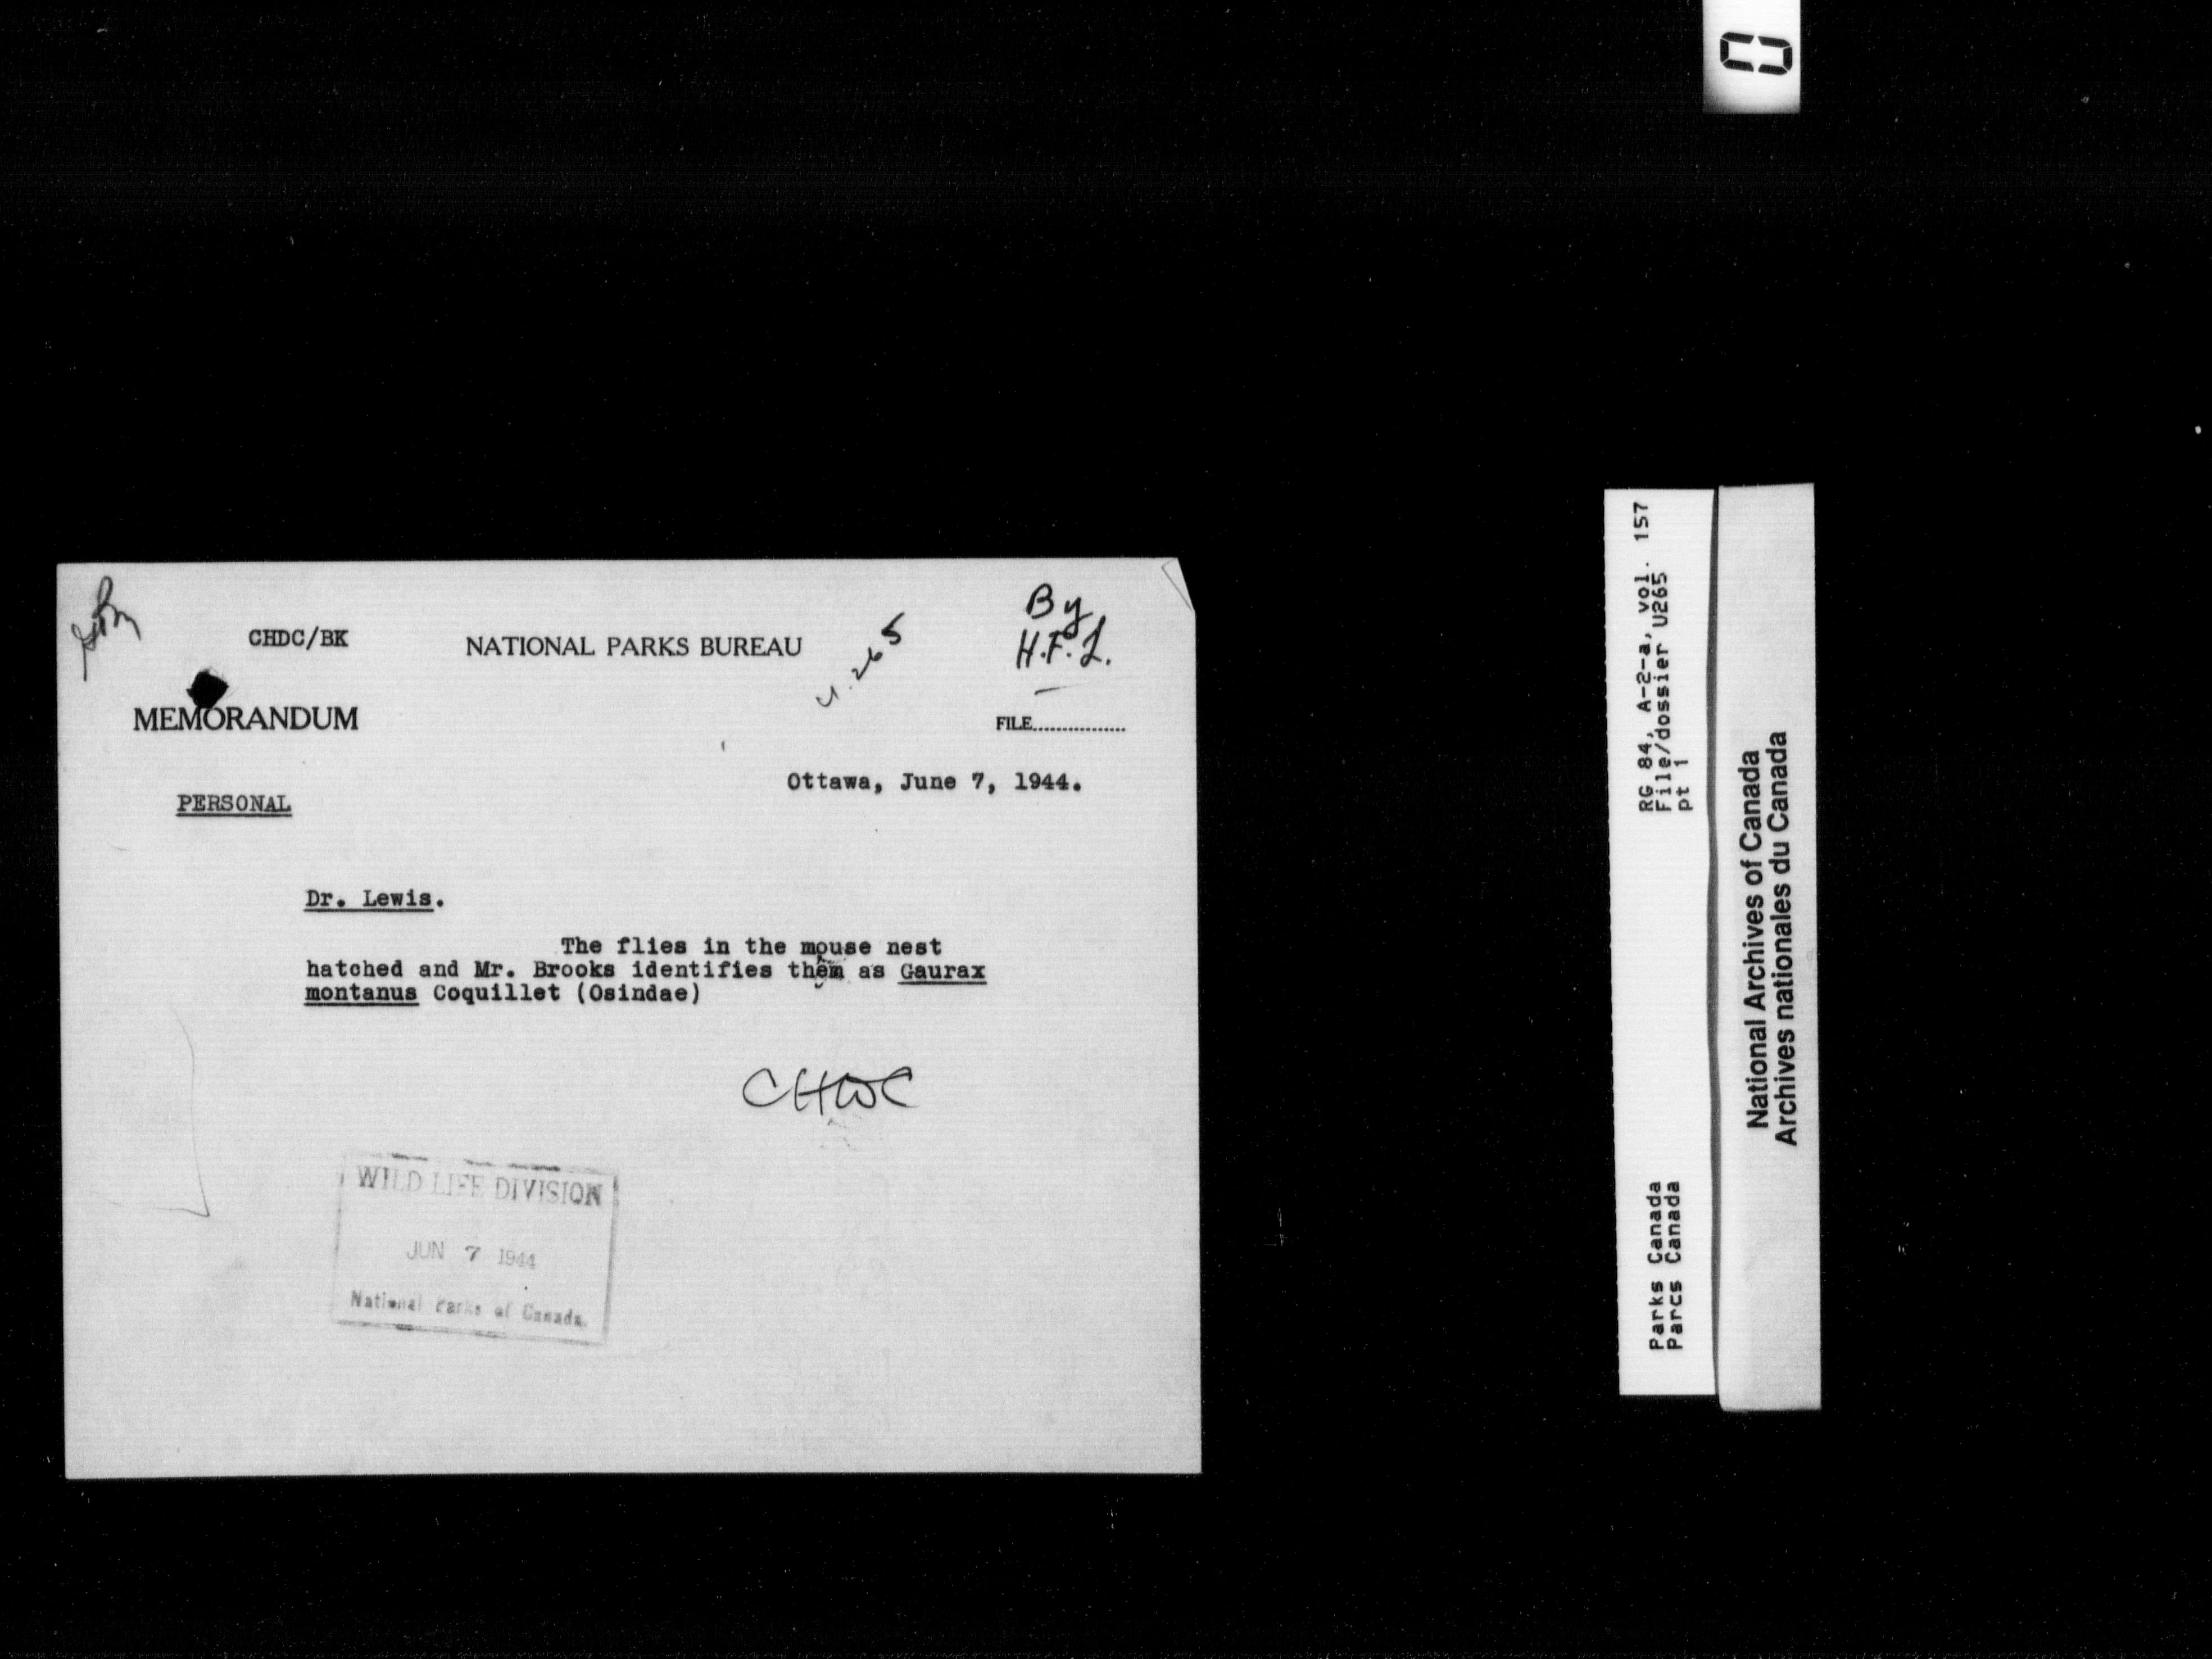 CHDC/BK
NATIONAL PARKS BUREAU
U.265
By
H.F.L.
MEMORANDUM
FILE................
Ottawa, June 7, 1944.
PERSONAL
Dr. Lewis.
The flies in the mouse nest
hatched and Mr. Brooks identifies them as Gaurax
montanus Coquillet (Osindae)
CHDC
WILD LIFE DIVISION
JUN 7 1944
National Parks of Canada.
0
RG 84, A-2-a, vol. 157
File/dossier U265
pt 1
Parks Canada
Parcs Canada
National Archives of Canada
Archives nationales du Canada